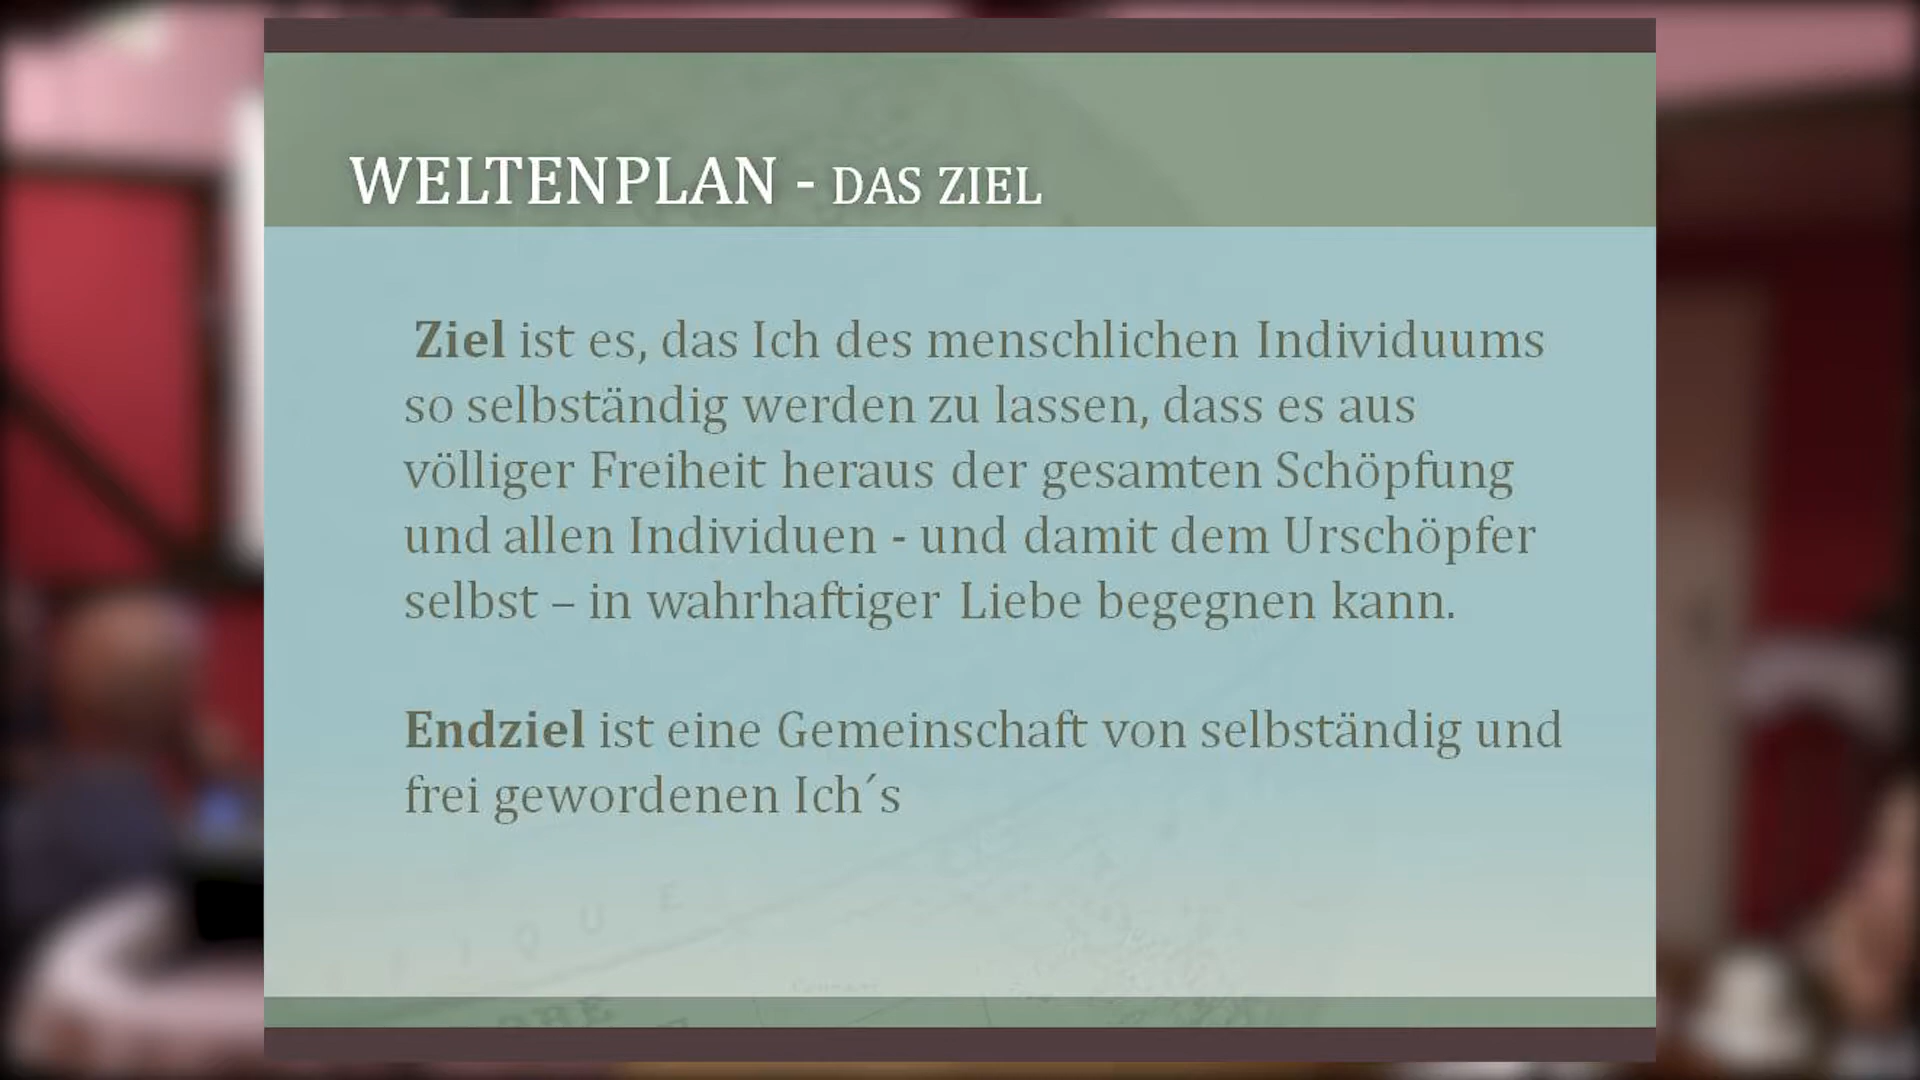 WELTENPLAN - DAS ZIEL
Ziel ist es, das Ich des menschlichen Individuums
so selbständig werden zu lassen, dass es aus
völliger Freiheit heraus der gesamten Schöpfung
und allen Individuen - und damit dem Urschöpfer
selbst – in wahrhaftiger Liebe begegnen kann.
Endziel ist eine Gemeinschaft von selbständig und
frei gewordenen Ich´s